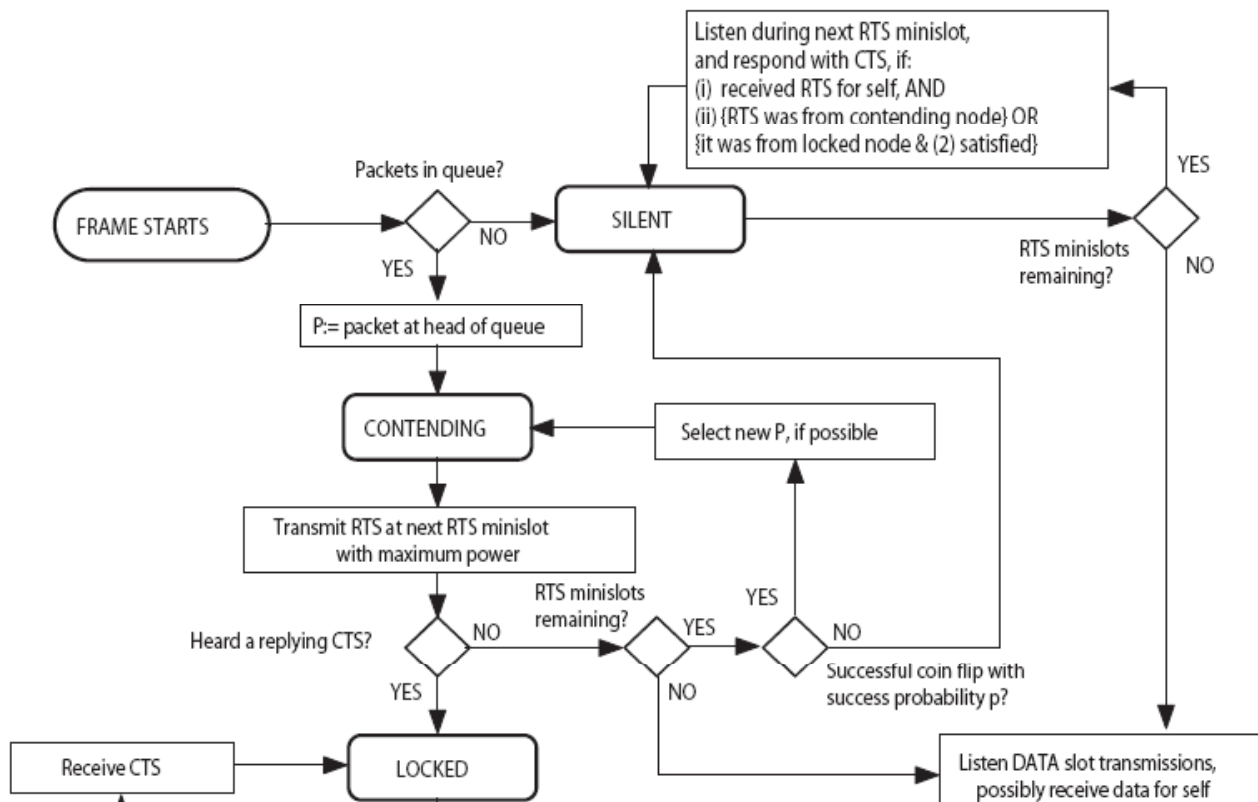 Listen during next RTS minislot,
and respond with CTS, if:
(i) received RTS for self, AND
(ii) {RTS was from contending node} OR
{it was from locked node & (2) satisfied}
Packets in queue?
YES
FRAME STARTS
NO
SILENT
RTS minislots
remaining?
NO
YES
P:= packet at head of queue
CONTENDING
Select new P, if possible
Transmit RTS at next RTS minislot
with maximum power
RTS minislots
remaining?
YES
Heard a replying CTS?
NO
YES
NO
Successful coin flip with
success probability p?
YES
NO
Receive CTS
LOCKED
Listen DATA slot transmissions,
possibly receive data for self